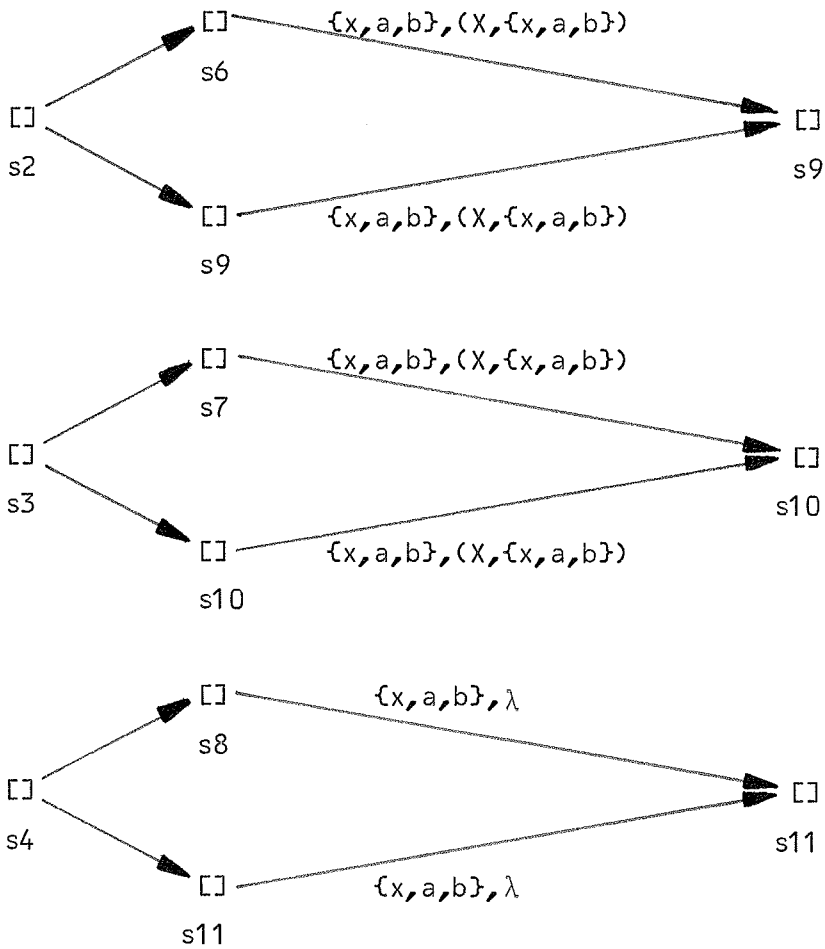 [] {x,a,b},(X,{x,a,b})
s6
[] []
s2 s9
[] {x,a,b},(X,{x,a,b})
s9
[] {x,a,b},(X,{x,a,b})
s7
[] []
s3 s10
[] {x,a,b},(X,{x,a,b})
s10
[] {x,a,b},λ
s8
[] []
s4 s11
[] {x,a,b},λ
s11